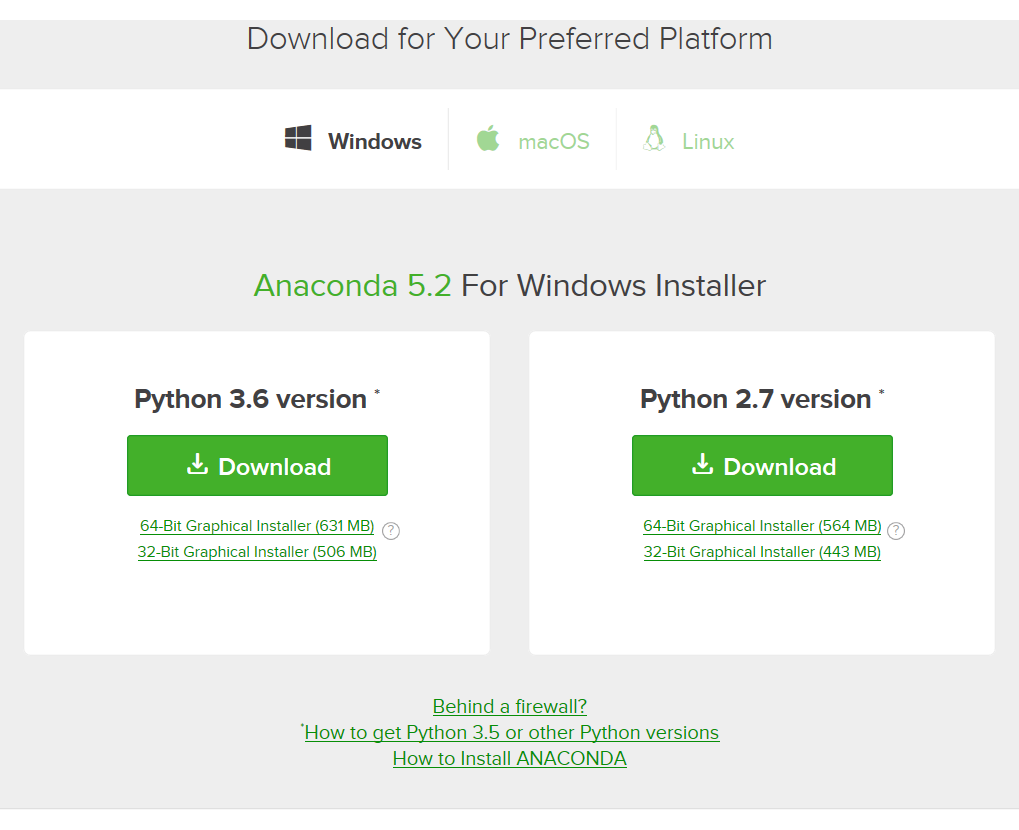 Download for Your Preferred Platform
Windows
macOS
Linux
Anaconda 5.2 For Windows Installer
Python 3.6 version *
Download
64-Bit Graphical Installer (631 MB) ?
32-Bit Graphical Installer (506 MB)
Python 2.7 version *
Download
64-Bit Graphical Installer (564 MB) ?
32-Bit Graphical Installer (443 MB)
Behind a firewall?
*How to get Python 3.5 or other Python versions
How to Install ANACONDA